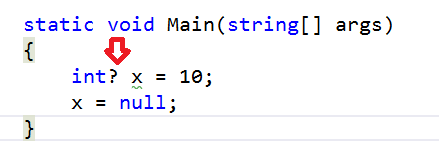 static void Main(string[] args)
{
int? x = 10;
x = null;
}